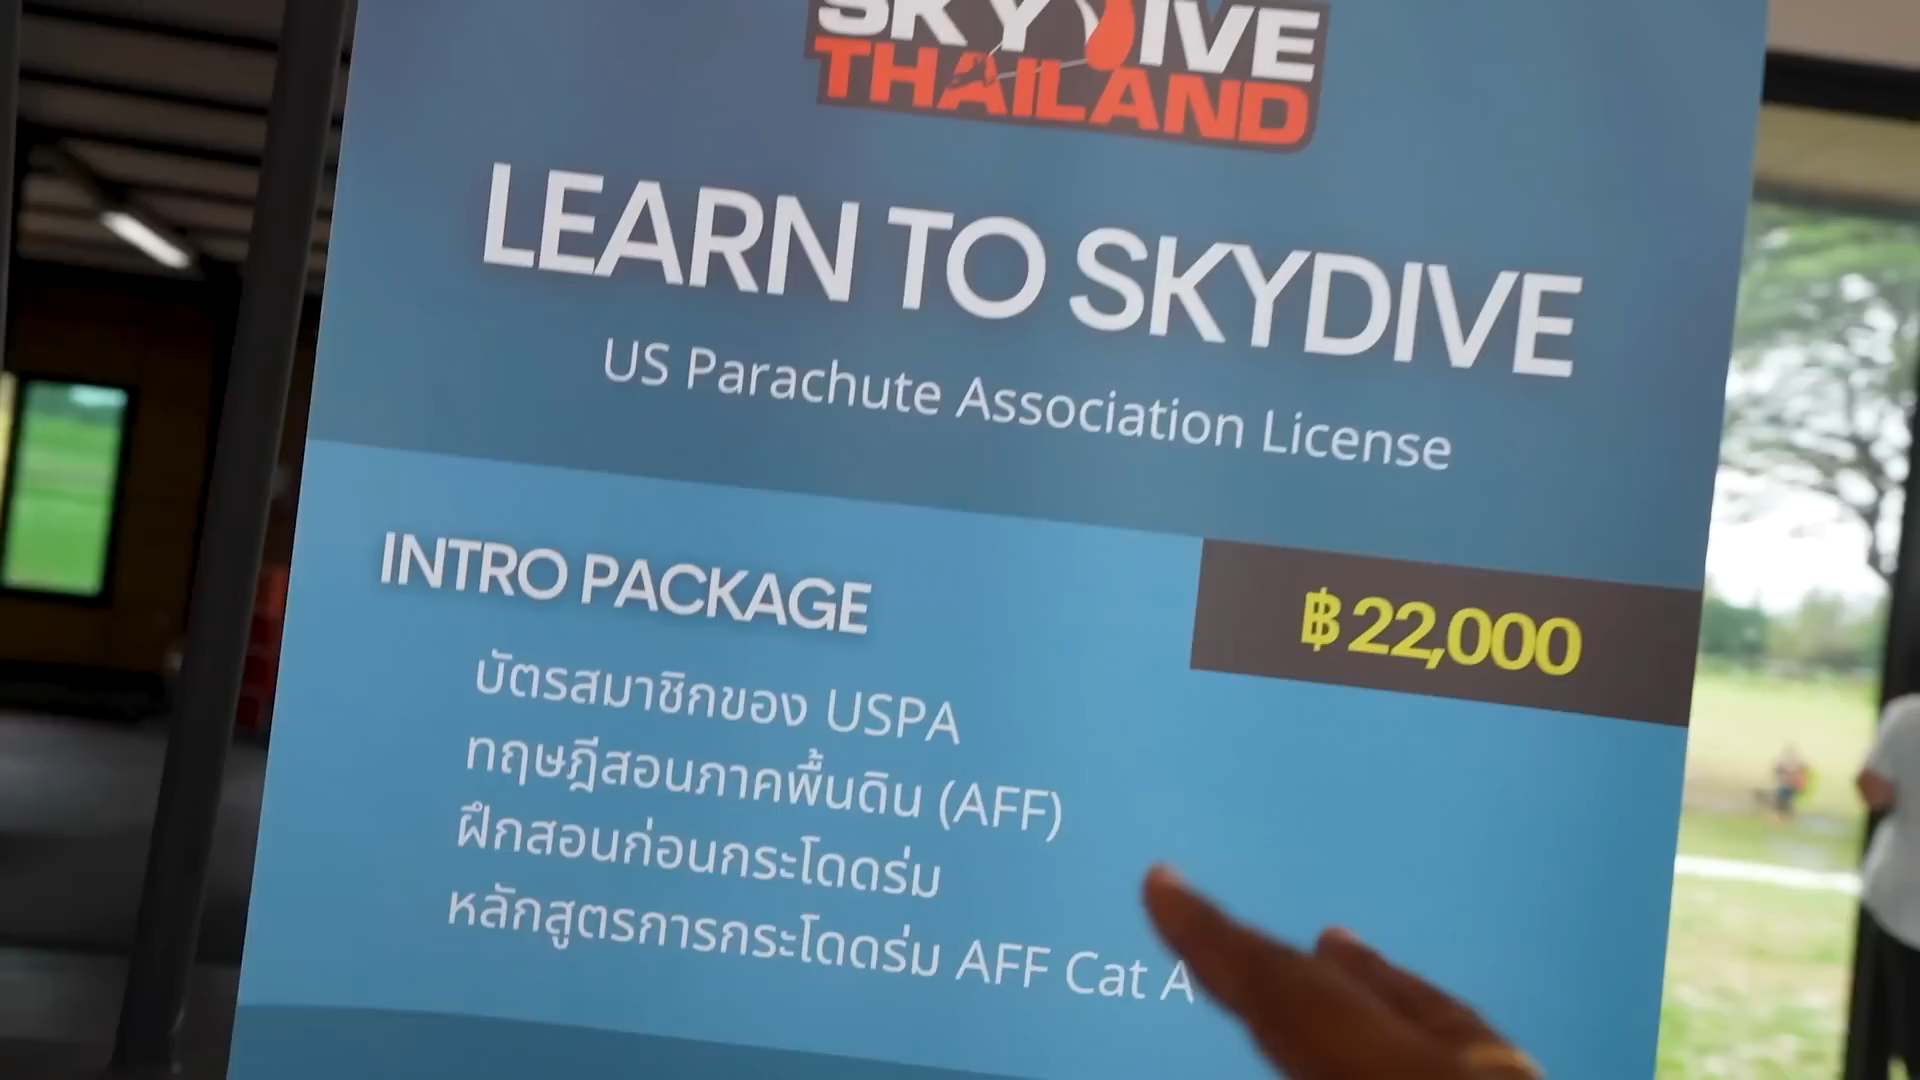 SKYDIVE
THAILAND
LEARN TO SKYDIVE
US Parachute Association License
INTRO PACKAGE
฿ 22,000
บัตรสมาชิกของ USPA
ทฤษฎีสอนภาคพื้นดิน (AFF)
ฝึกสอนก่อนกระโดดร่ม
หลักสูตรการกระโดดร่ม AFF Cat A